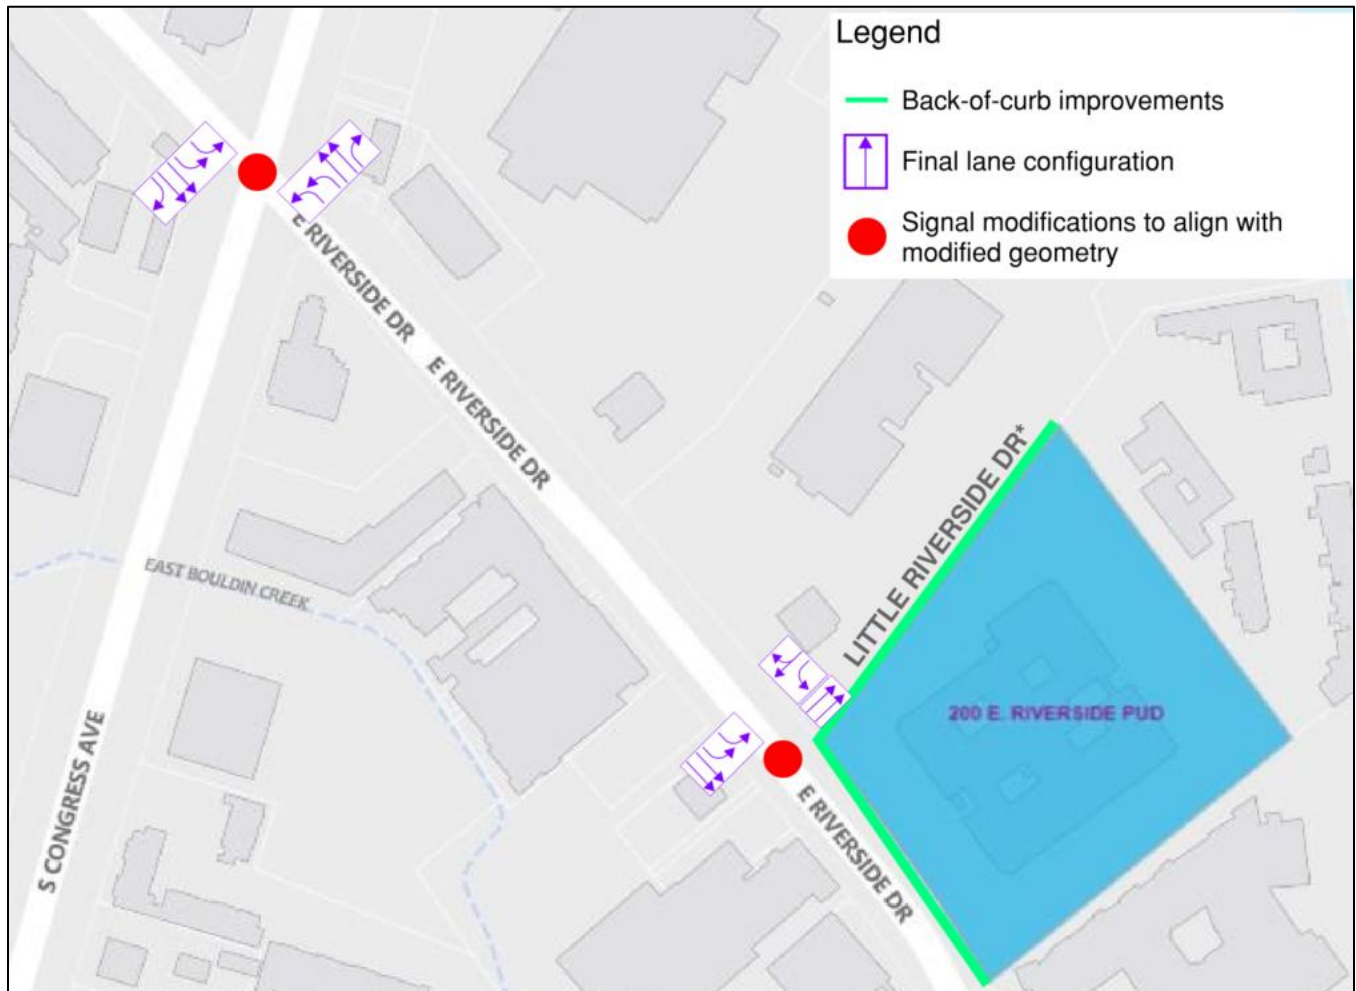 Legend
Back-of-curb improvements
Final lane configuration
Signal modifications to align with
modified geometry
E RIVERSIDE DR
E RIVERSIDE DR
LITTLE RIVERSIDE DR*
EAST BOULDIN CREEK
200 E. RIVERSIDE PUD
S CONGRESS AVE
E RIVERSIDE DR